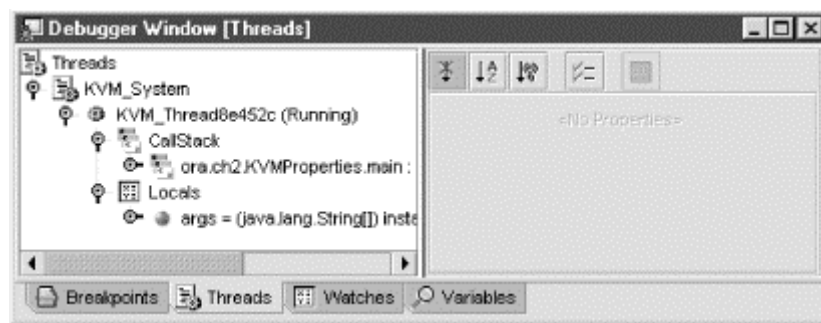 Debugger Window [Threads]
Threads
KVM_System
KVM_Thread8e452c (Running)
CallStack
ora.ch2.KVMProperties.main :
Locals
args = (java.lang.String[]) inste
<No Properties>
Breakpoints Threads Watches Variables